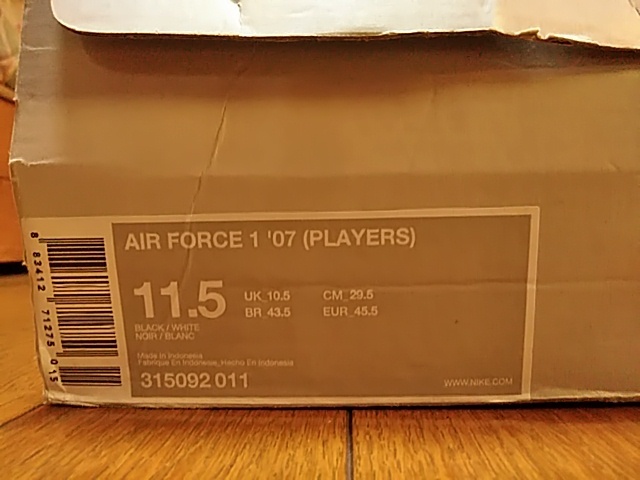 AIR FORCE 1 '07 (PLAYERS)
11.5
UK 10.5 CM 29.5
BR 43.5 EUR 45.5
BLACK / WHITE
NOIR / BLANC
Made In Indonesia
Fabrique En Indonesie, Hecho En Indonesia
315092 011
WWW.NIKE.COM
8 83412 71275 0 15